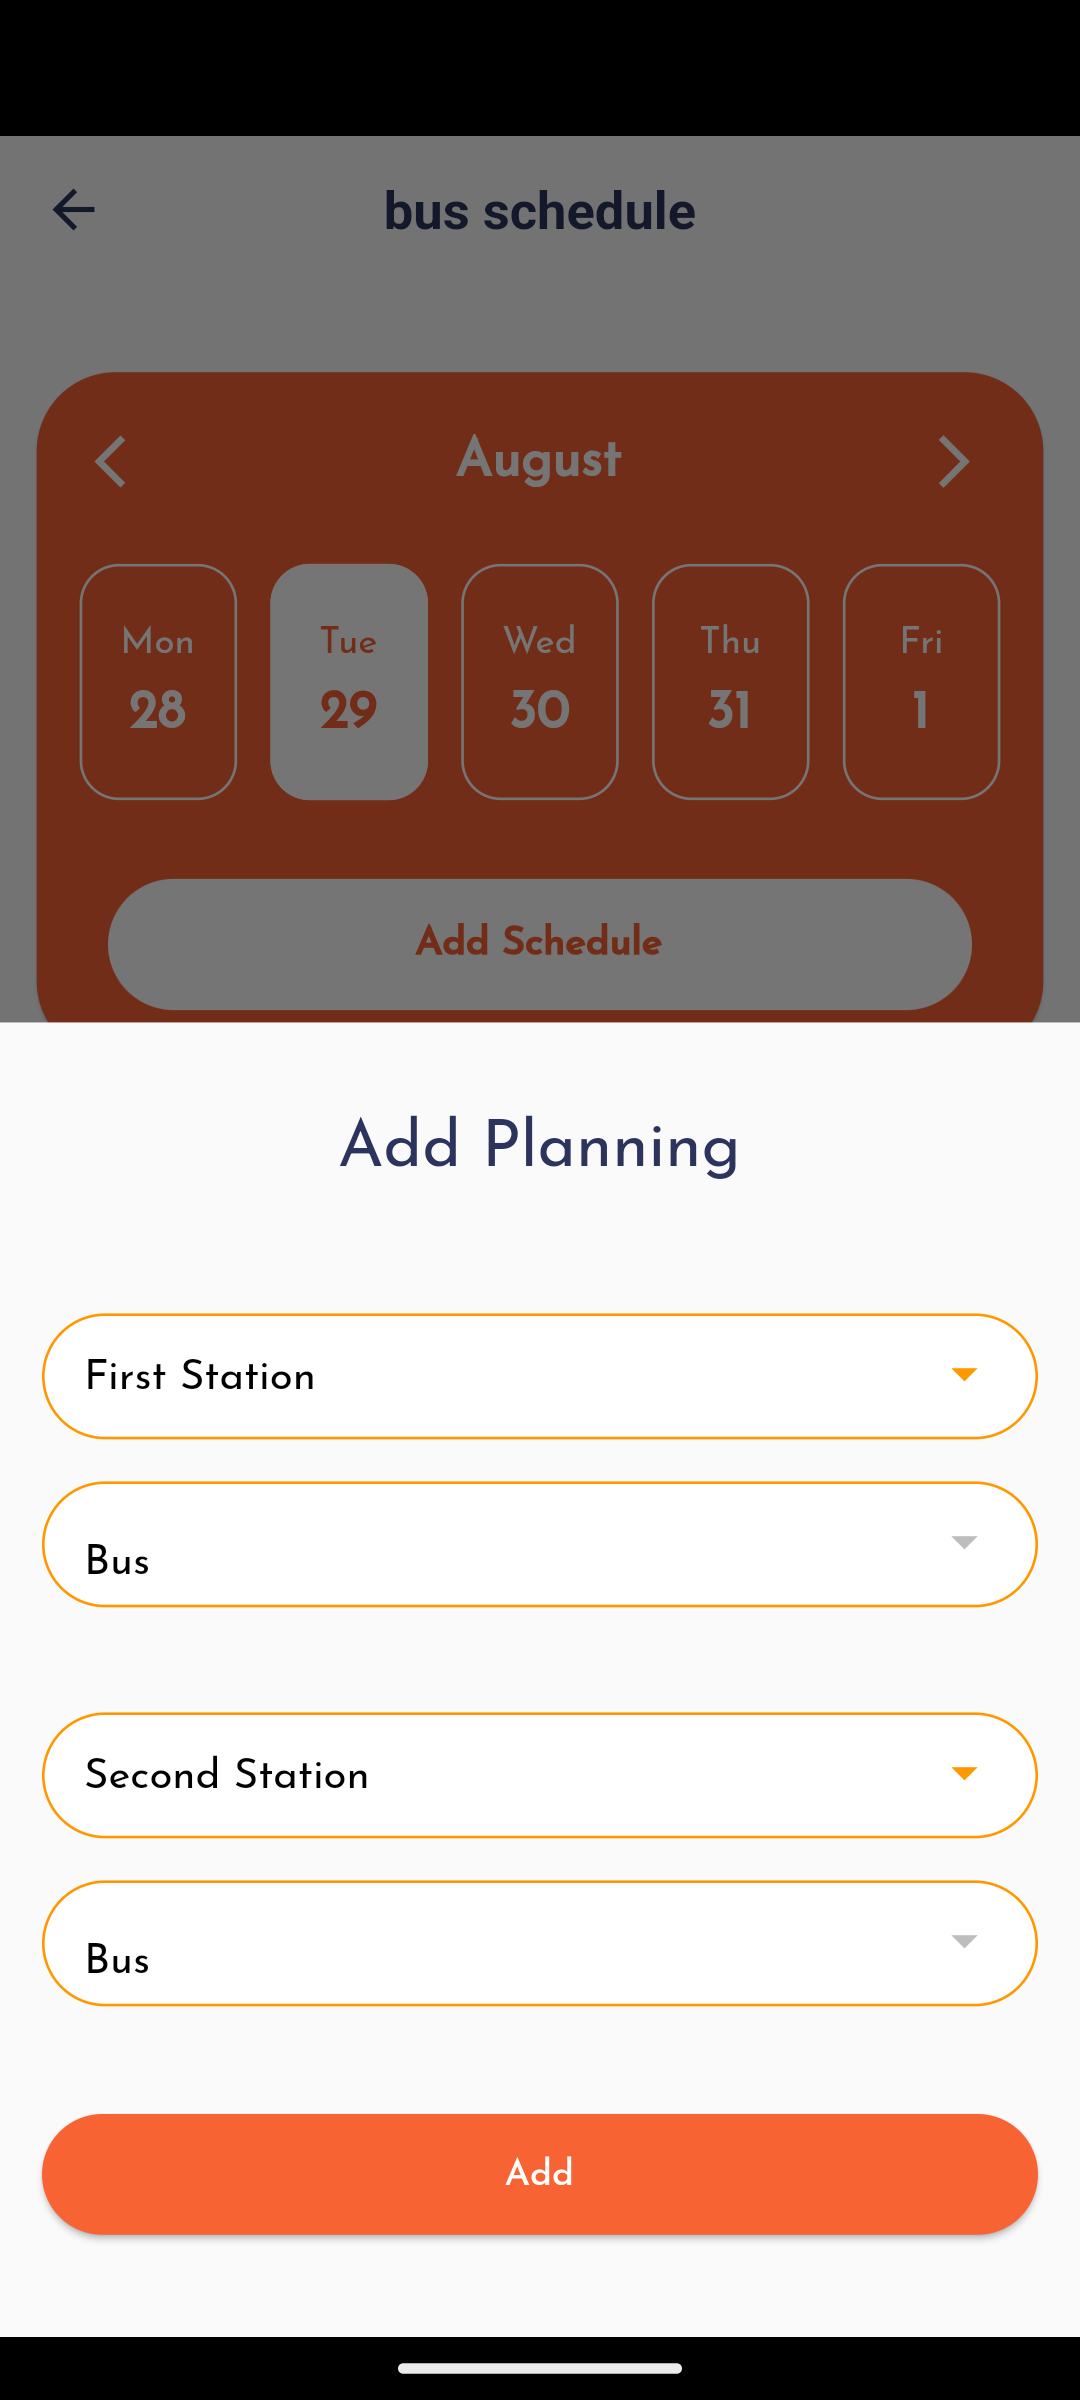 bus schedule
August
Mon Tue Wed Thu Fri
28 29 30 31 1
Add Schedule
Add Planning
First Station
Bus
Second Station
Bus
Add